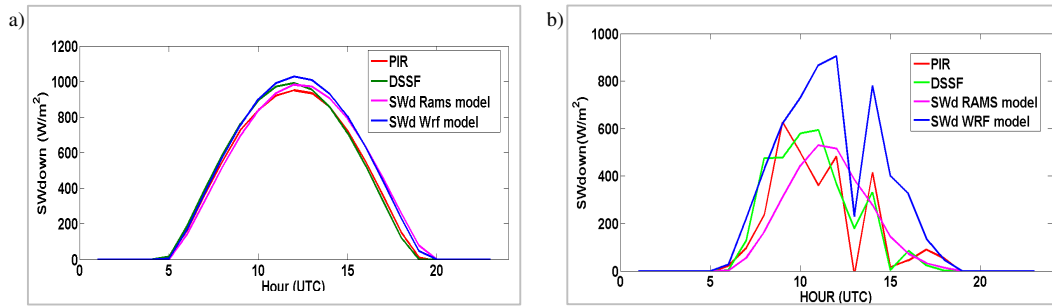 a)
1200
1000
800
600
400
200
0
SWdown (W/m²)
0 5 10 15 20
Hour (UTC)
PIR
DSSF
SWd Rams model
SWd Wrf model
b)
1000
800
600
400
200
0
SWdown(W/m²)
0 5 10 15 20
HOUR (UTC)
PIR
DSSF
SWd RAMS model
SWd WRF model